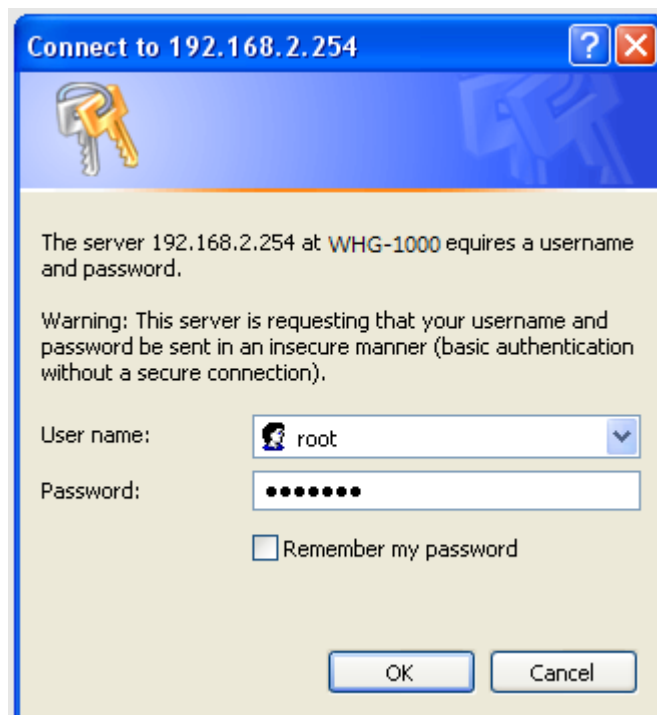 Connect to 192.168.2.254
The server 192.168.2.254 at WHG-1000 equires a username
and password.
Warning: This server is requesting that your username and
password be sent in an insecure manner (basic authentication
without a secure connection).
User name:
root
Password:
•••••••
Remember my password
OK
Cancel